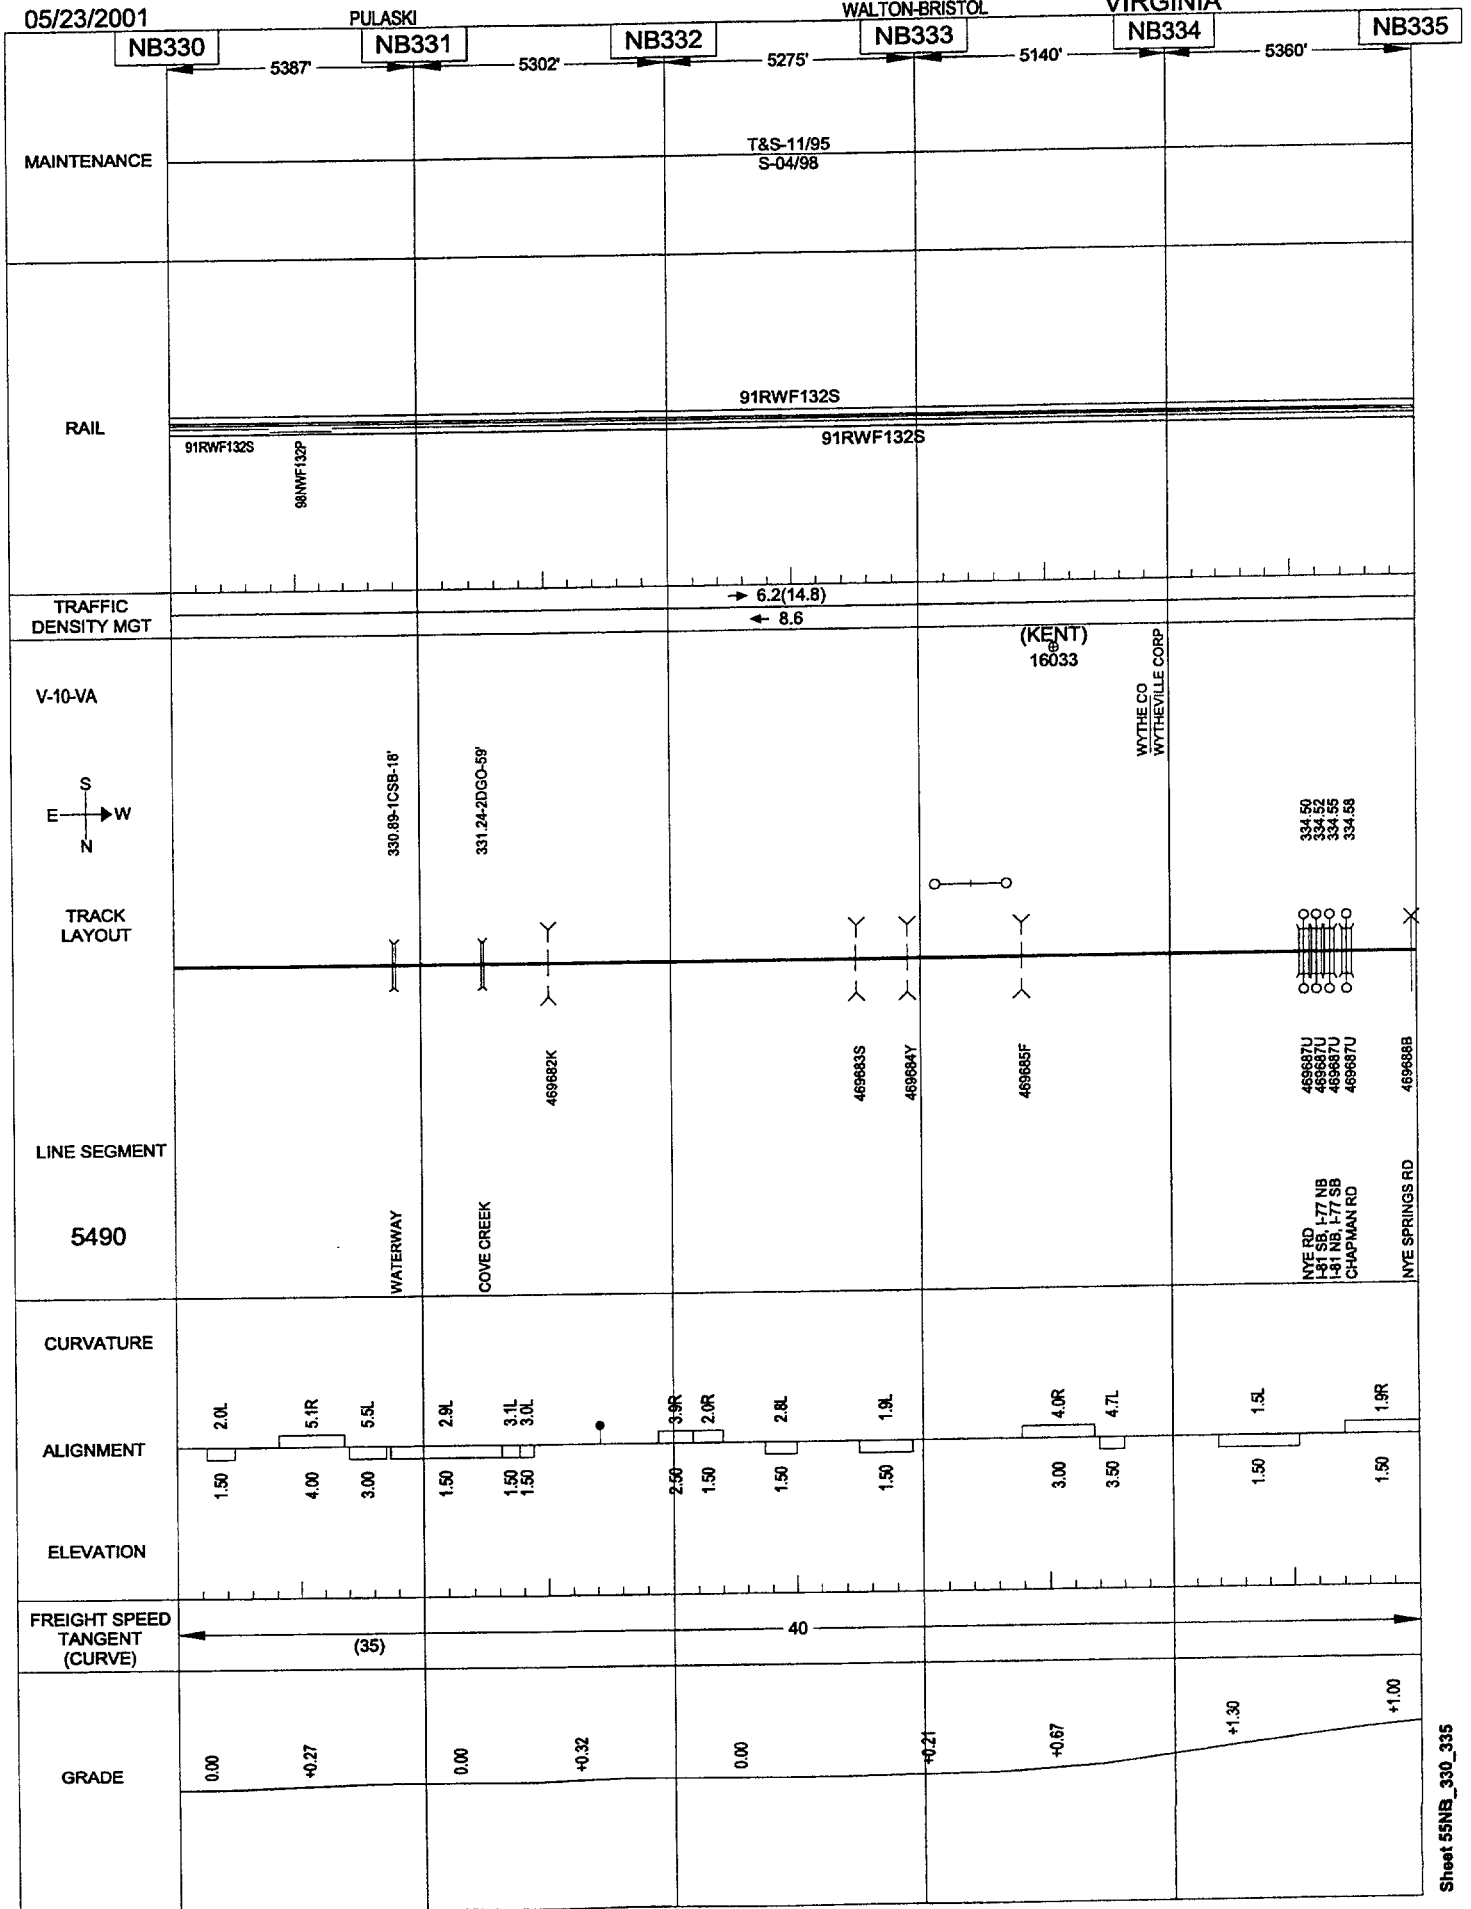 05/23/2001
PULASKI
WALTON-BRISTOL
VIRGINIA
NB330
NB331
NB332
NB333
NB334
NB335
5387'
5302'
5275'
5140'
5360'
MAINTENANCE
T&S-11/95
S-04/98
RAIL
91RWF132S
91RWF132S
91RWF132S
98NWF132P
TRAFFIC
DENSITY MGT
6.2(14.8)
8.6
V-10-VA
(KENT)
16033
WYTHE CO
WYTHEVILLE CORP
S
E
W
N
330.89-1CSB-18'
331.24-2DGO-59'
334.50
334.52
334.55
334.58
TRACK
LAYOUT
469682K
469683S
469684Y
469685F
469687U
469687U
469687U
469687U
469688B
LINE SEGMENT
5490
WATERWAY
COVE CREEK
NYE RD
I-81 SB, I-77 NB
I-81 NB, I-77 SB
CHAPMAN RD
NYE SPRINGS RD
CURVATURE
2.0L
5.1R
5.5L
2.9L
3.1L
3.0L
3.9R
2.0R
2.8L
1.9L
4.0R
4.7L
1.5L
1.9R
ALIGNMENT
1.50
4.00
3.00
1.50
1.50
1.50
2.50
1.50
1.50
1.50
3.00
3.50
1.50
1.50
ELEVATION
FREIGHT SPEED
TANGENT
(CURVE)
(35)
40
GRADE
0.00
+0.27
0.00
+0.32
0.00
+0.21
+0.67
+1.30
+1.00
Sheet 55NB_330_335